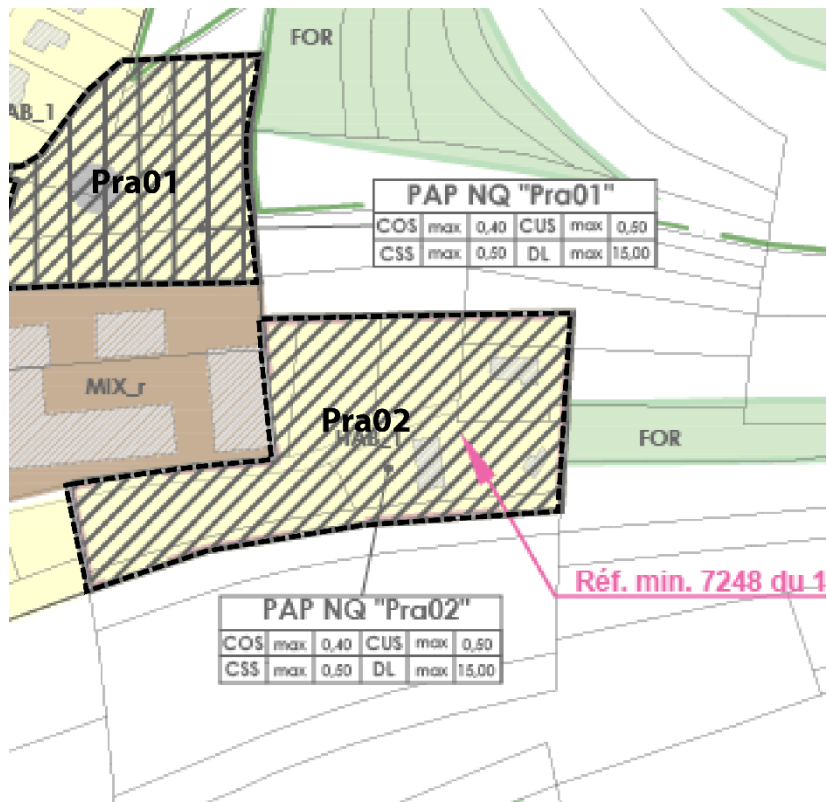 FOR
AB_1
Pra01
PAP NQ "Pra01"
COS max 0,40 CUS max 0,50
CSS max 0,50 DL max 15,00
MIX_r
Pra02
HAB_1
FOR
Réf. min. 7248 du 1
PAP NQ "Pra02"
COS max 0,40 CUS max 0,50
CSS max 0,50 DL max 15,00